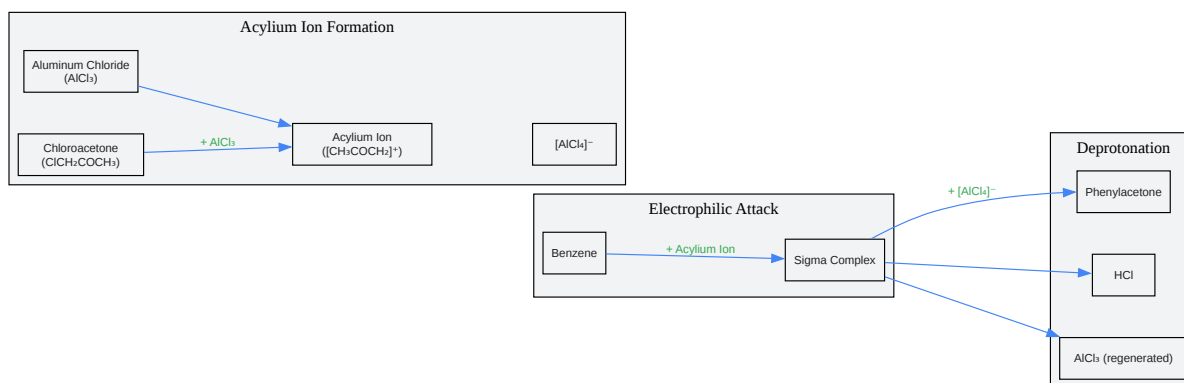 Acylium Ion Formation
Aluminum Chloride
(AlCl₃)
Chloroacetone
(ClCH₂COCH₃)
+ AlCl₃
Acylium Ion
([CH₃COCH₂]⁺)
[AlCl₄]⁻
Electrophilic Attack
Benzene
+ Acylium Ion
Sigma Complex
+ [AlCl₄]⁻
Deprotonation
Phenylacetone
HCl
AlCl₃ (regenerated)